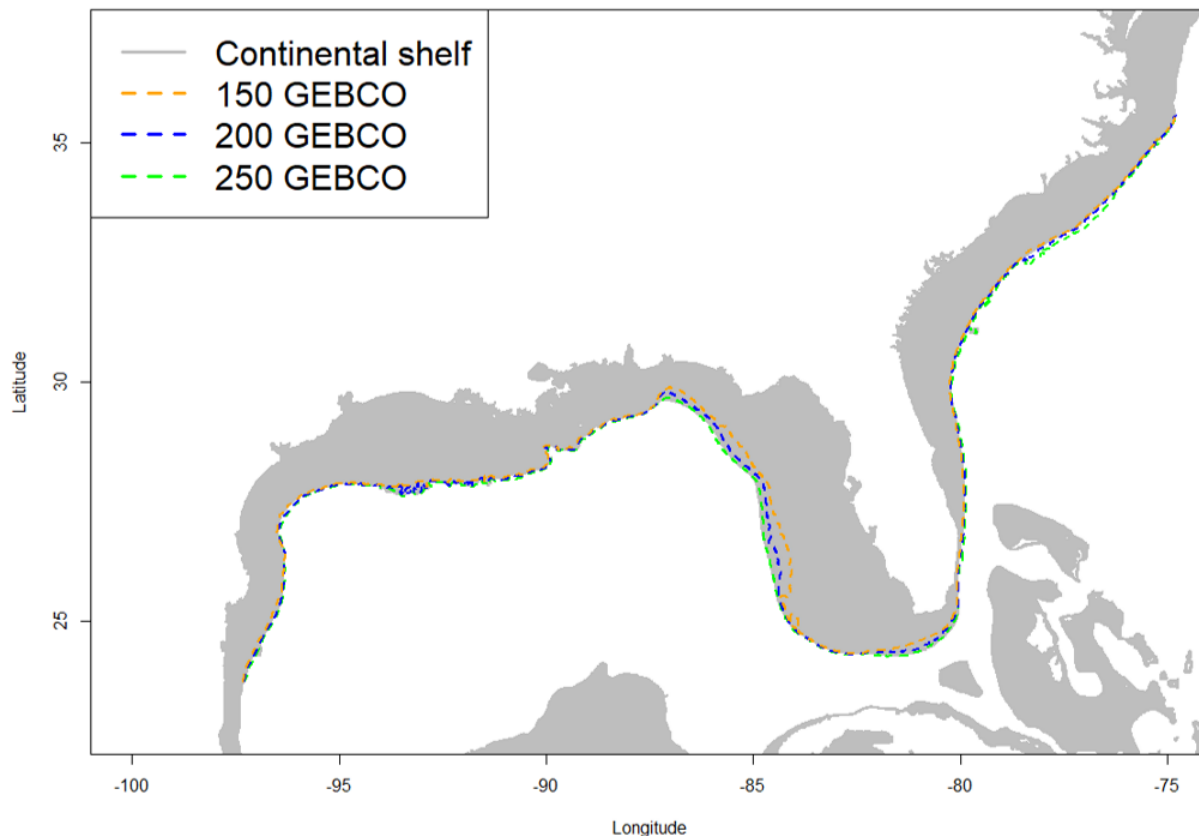 Continental shelf
150 GEBCO
200 GEBCO
250 GEBCO
35
30
25
Latitude
-100 -95 -90 -85 -80 -75
Longitude